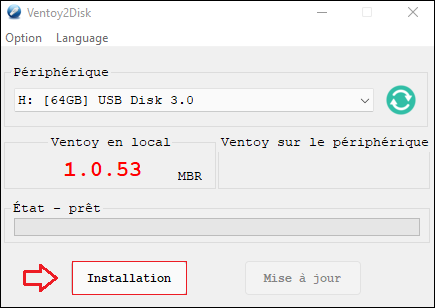 Ventoy2Disk
Option Language
Périphérique
H: [64GB] USB Disk 3.0
Ventoy en local Ventoy sur le périphérique
1.0.53 MBR
État - prêt
Installation Mise à jour